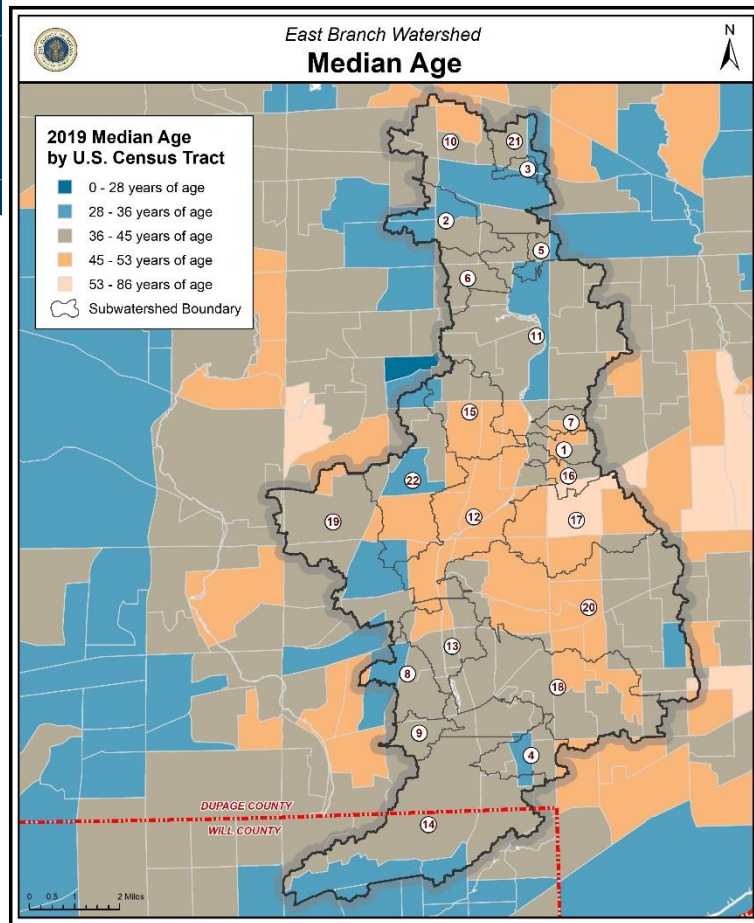 East Branch Watershed
Median Age
N
2019 Median Age
by U.S. Census Tract
0 - 28 years of age
28 - 36 years of age
36 - 45 years of age
45 - 53 years of age
53 - 86 years of age
Subwatershed Boundary
10
21
3
2
5
6
11
15
7
1
16
22
19
12
17
20
13
8
18
9
4
DUPAGE COUNTY
WILL COUNTY
14
0 0.5 1 2 Miles